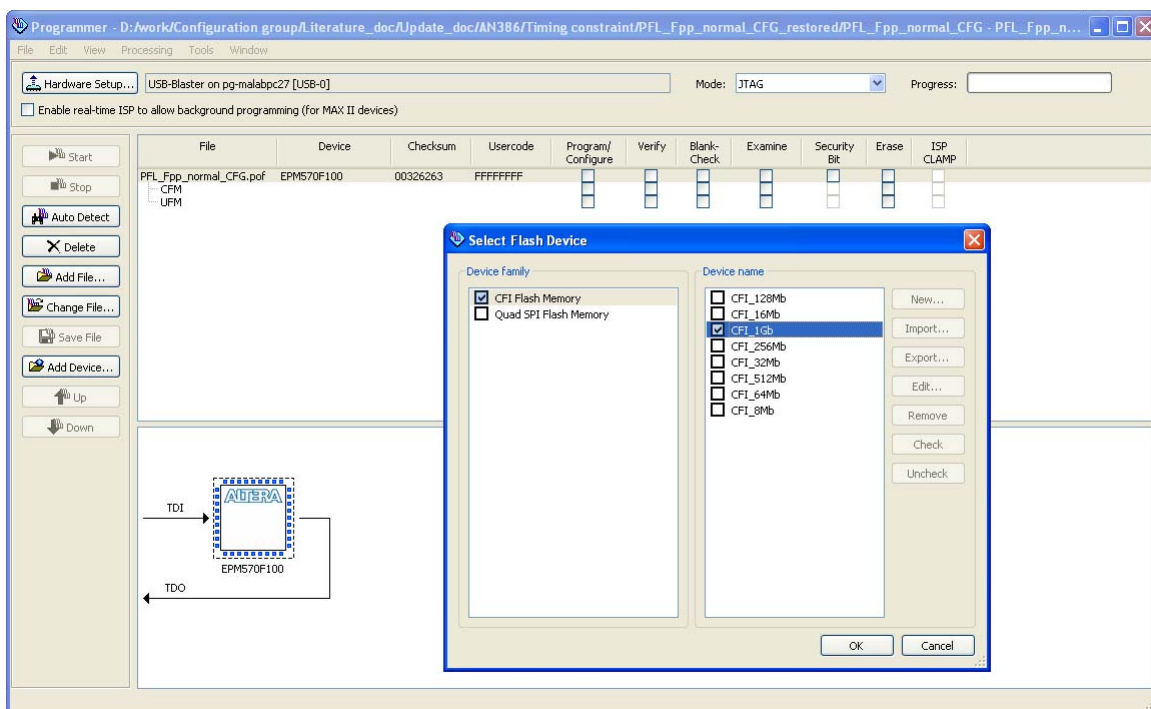 Programmer - D:/work/Configuration group/Literature_doc/Update_doc/AN386/Timing constraint/PFL_Fpp_normal_CFG_restored/PFL_Fpp_normal_CFG - PFL_Fpp_n...
File Edit View Processing Tools Window
Hardware Setup... USB-Blaster on pg-malabpc27 [USB-0] Mode: JTAG Progress:
Enable real-time ISP to allow background programming (for MAX II devices)
Start
Stop
Auto Detect
Delete
Add File...
Change File...
Save File
Add Device...
Up
Down
File Device Checksum Usercode Program/ Verify Blank- Examine Security Erase ISP
Configure Check Bit CLAMP
PFL_Fpp_normal_CFG.pof EPM570F100 00326263 FFFFFFFF
CFM
UFM
Select Flash Device
Device family
CFI Flash Memory
Quad SPI Flash Memory
Device name
CFI_128Mb
CFI_16Mb
CFI_1Gb
CFI_256Mb
CFI_32Mb
CFI_512Mb
CFI_64Mb
CFI_8Mb
New...
Import...
Export...
Edit...
Remove
Check
Uncheck
OK Cancel
TDI
ALTERA
EPM570F100
TDO